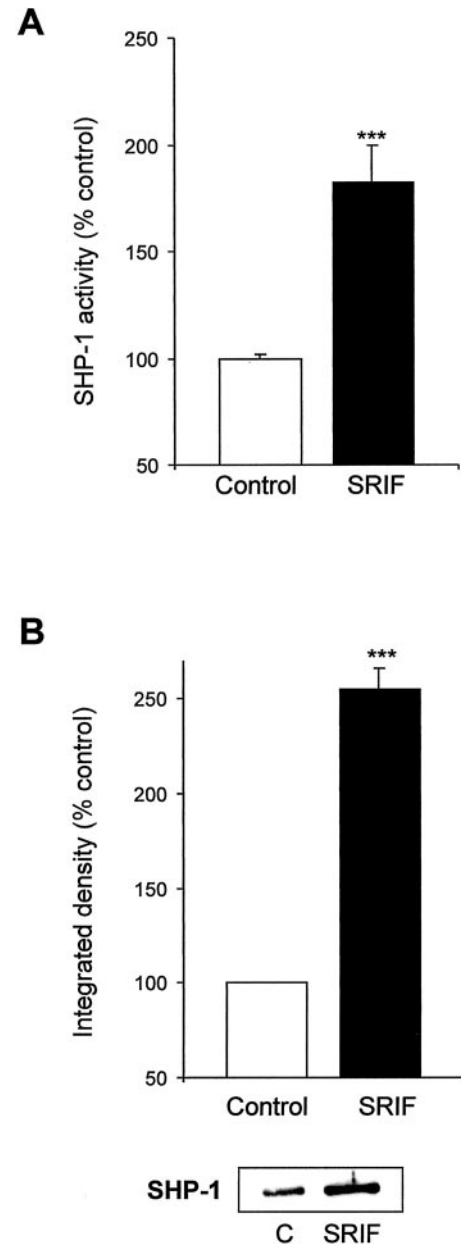 A
SHP-1 activity (% control)
250
200
150
100
50
***
Control SRIF
B
Integrated density (% control)
250
200
150
100
50
***
Control SRIF
SHP-1
C SRIF